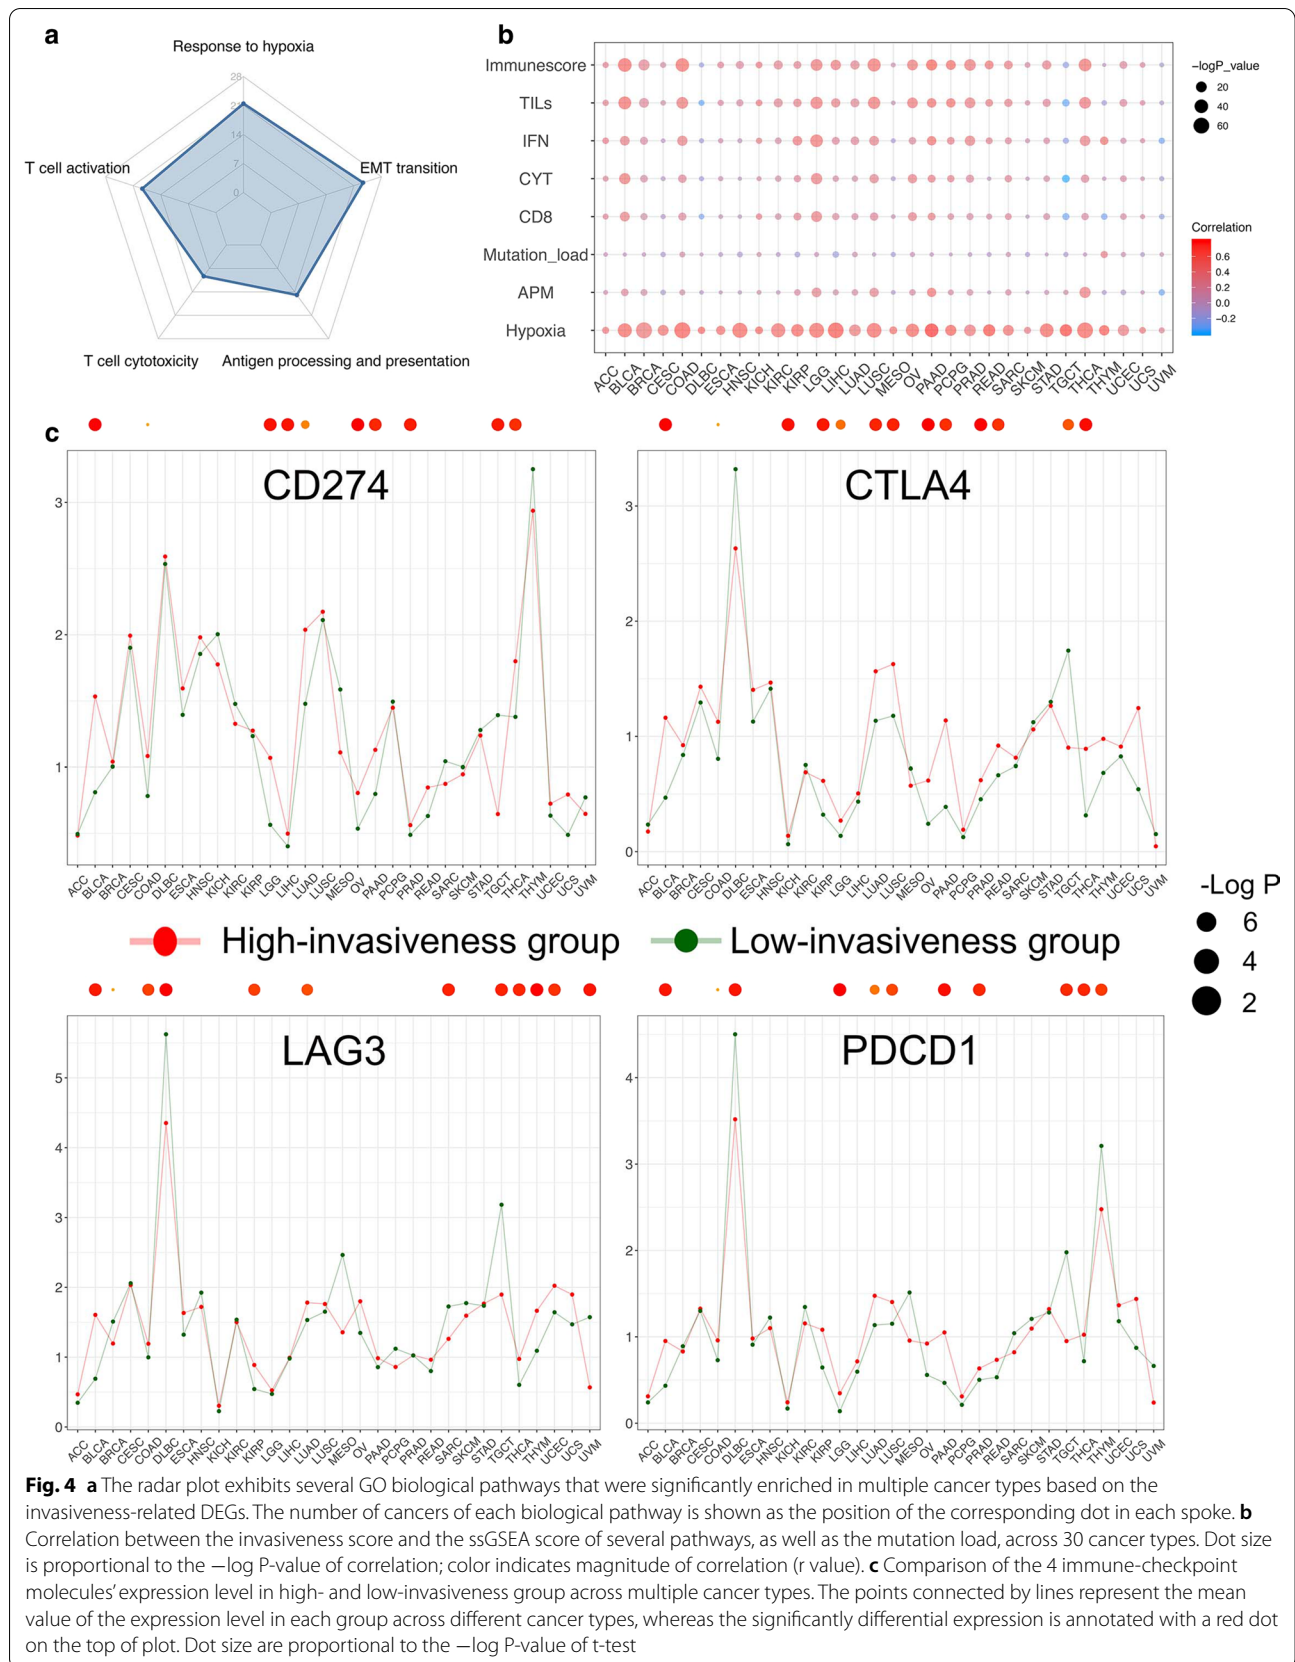 a
Response to hypoxia
28
21
14
7
0
T cell activation
EMT transition
T cell cytotoxicity
Antigen processing and presentation
b
Immunescore
TILs
IFN
CYT
CD8
Mutation_load
APM
Hypoxia
ACC BLCA BRCA CESC COAD DLBC ESCA HNSC KICH KIRC KIRP LGG LIHC LUAD LUSC MESO OV PAAD PCPG PRAD READ SARC SKCM STAD TGCT THCA THYM UCEC UCS UVM
−logP_value
20
40
60
Correlation
0.6
0.4
0.2
0.0
−0.2
c
CD274
3
2
1
ACC BLCA BRCA CESC COAD DLBC ESCA HNSC KICH KIRC KIRP LGG LIHC LUAD LUSC MESO OV PAAD PCPG PRAD READ SARC SKCM STAD TGCT THCA THYM UCEC UCS UVM
CTLA4
3
2
1
0
ACC BLCA BRCA CESC COAD DLBC ESCA HNSC KICH KIRC KIRP LGG LIHC LUAD LUSC MESO OV PAAD PCPG PRAD READ SARC SKCM STAD TGCT THCA THYM UCEC UCS UVM
High-invasiveness group
Low-invasiveness group
-Log P
6
4
2
LAG3
5
4
3
2
1
0
ACC BLCA BRCA CESC COAD DLBC ESCA HNSC KICH KIRC KIRP LGG LIHC LUAD LUSC MESO OV PAAD PCPG PRAD READ SARC SKCM STAD TGCT THCA THYM UCEC UCS UVM
PDCD1
4
3
2
1
0
ACC BLCA BRCA CESC COAD DLBC ESCA HNSC KICH KIRC KIRP LGG LIHC LUAD LUSC MESO OV PAAD PCPG PRAD READ SARC SKCM STAD TGCT THCA THYM UCEC UCS UVM
Fig. 4 a The radar plot exhibits several GO biological pathways that were significantly enriched in multiple cancer types based on the
invasiveness-related DEGs. The number of cancers of each biological pathway is shown as the position of the corresponding dot in each spoke. b
Correlation between the invasiveness score and the ssGSEA score of several pathways, as well as the mutation load, across 30 cancer types. Dot size
is proportional to the −log P-value of correlation; color indicates magnitude of correlation (r value). c Comparison of the 4 immune-checkpoint
molecules' expression level in high- and low-invasiveness group across multiple cancer types. The points connected by lines represent the mean
value of the expression level in each group across different cancer types, whereas the significantly differential expression is annotated with a red dot
on the top of plot. Dot size are proportional to the −log P-value of t-test